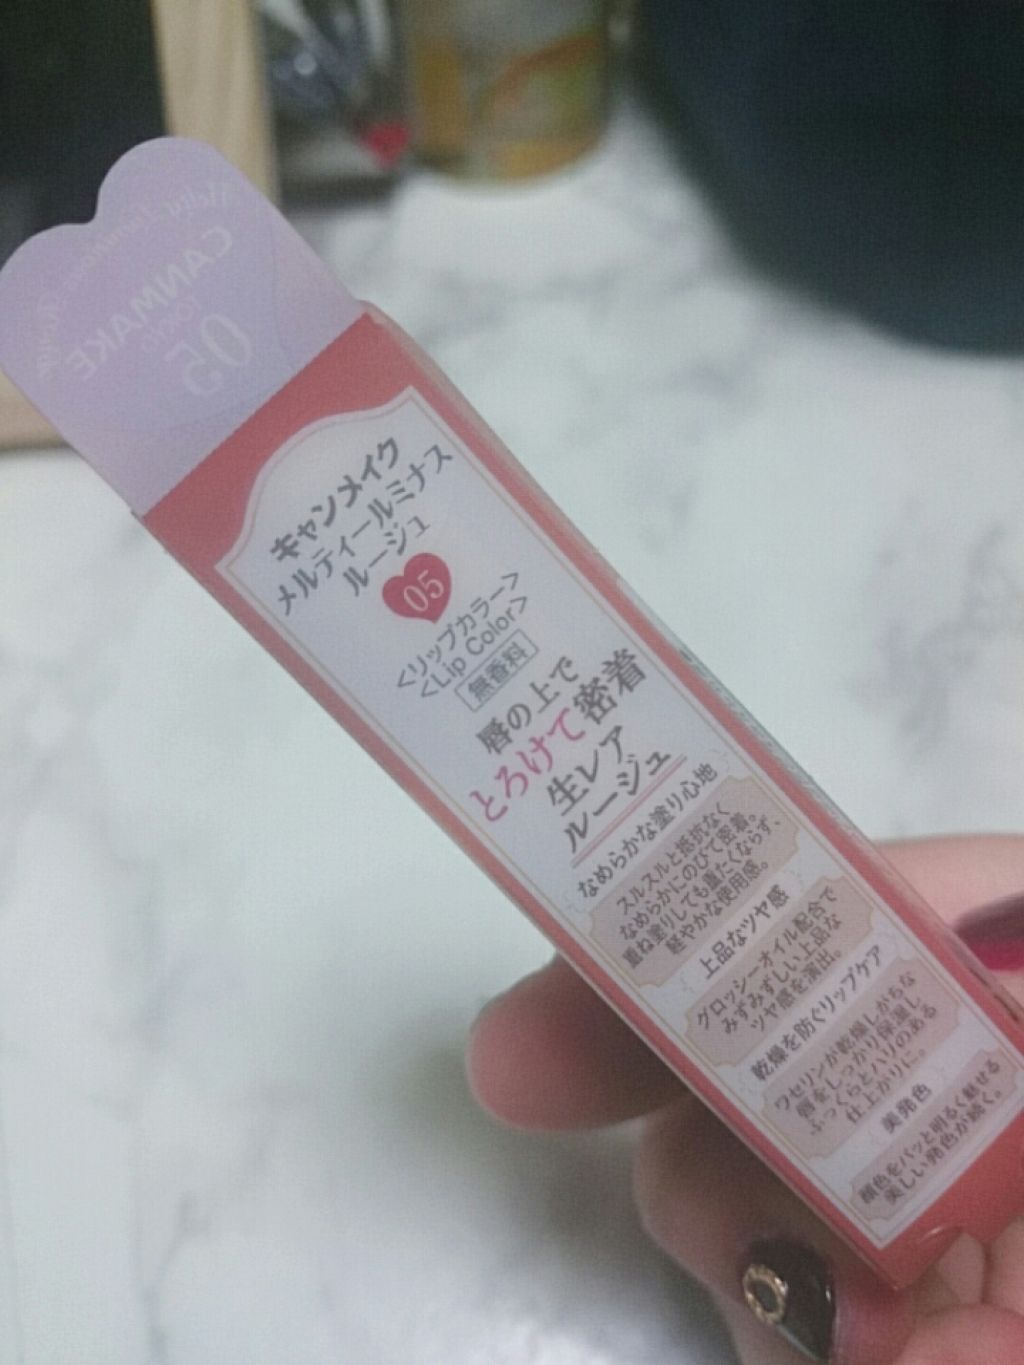 Melty Luminous Rouge
CANMAKE
TOKYO
05
キャンメイク
メルティールミナス
ルージュ
05
<リップカラー>
<Lip Color>
無香料
唇の上で
とろけて密着
生レア
ルージュ
なめらかな塗り心地
スルスルと抵抗なく
なめらかにのびて密着。
重ね塗りしても重たくならず、
軽やかな使用感。
上品なツヤ感
グロッシーオイル配合で
みずみずしい上品な
ツヤ感を演出。
乾燥を防ぐリップケア
ワセリンが乾燥しがちな
唇をしっかり保湿し
ふっくらとハリのある
仕上がりに。
美発色
顔色をパッと明るく魅せる
美しい発色が続く。